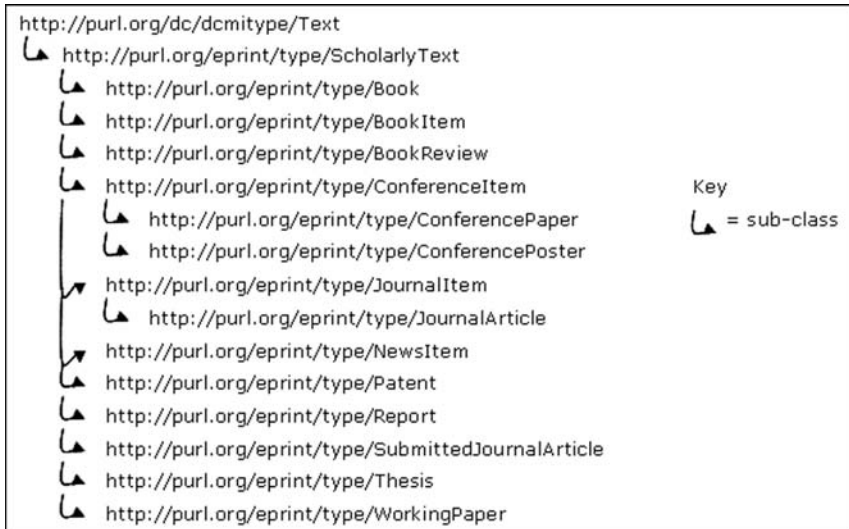 http://purl.org/dc/dcmitype/Text
http://purl.org/eprint/type/ScholarlyText
http://purl.org/eprint/type/Book
http://purl.org/eprint/type/BookItem
http://purl.org/eprint/type/BookReview
http://purl.org/eprint/type/ConferenceItem
Key
http://purl.org/eprint/type/ConferencePaper
= sub-class
http://purl.org/eprint/type/ConferencePoster
http://purl.org/eprint/type/JournalItem
http://purl.org/eprint/type/JournalArticle
http://purl.org/eprint/type/NewsItem
http://purl.org/eprint/type/Patent
http://purl.org/eprint/type/Report
http://purl.org/eprint/type/SubmittedJournalArticle
http://purl.org/eprint/type/Thesis
http://purl.org/eprint/type/WorkingPaper